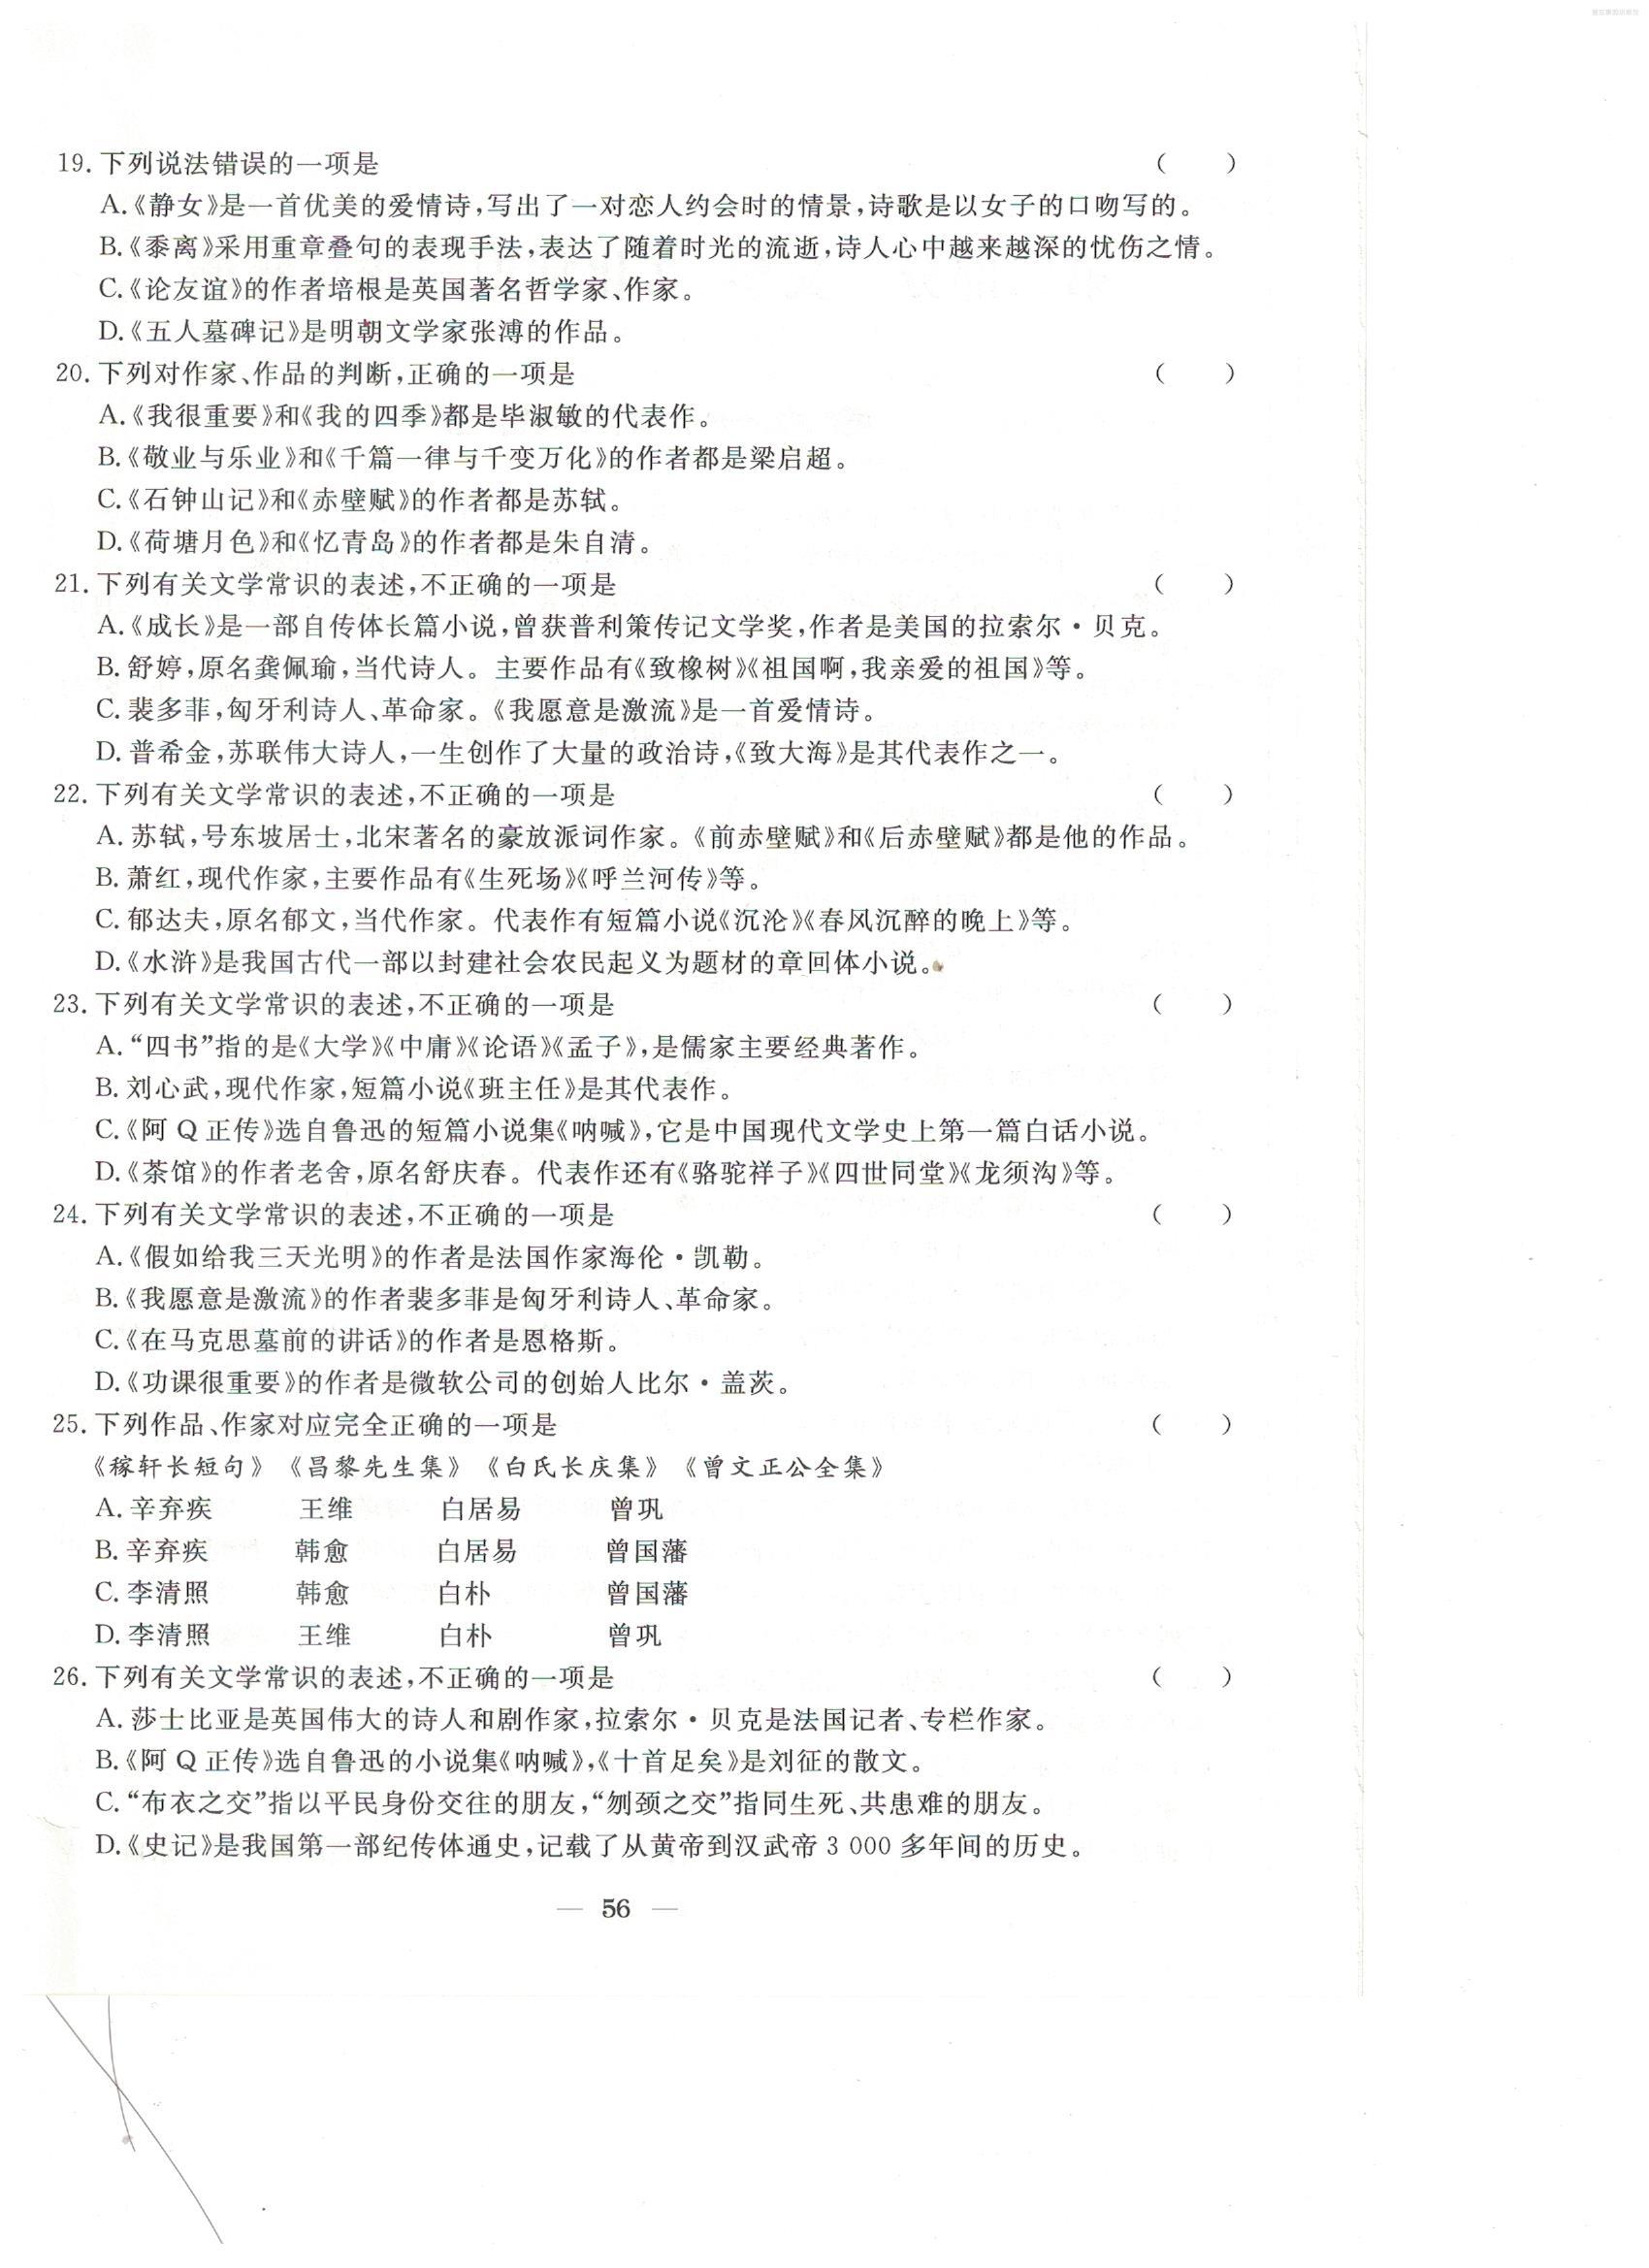 19. 下列说法错误的一项是 （ ）
A.《静女》是一首优美的爱情诗,写出了一对恋人约会时的情景,诗歌是以女子的口吻写的。
B.《黍离》采用重章叠句的表现手法,表达了随着时光的流逝,诗人心中越来越深的忧伤之情。
C.《论友谊》的作者培根是英国著名哲学家、作家。
D.《五人墓碑记》是明朝文学家张溥的作品。
20. 下列对作家、作品的判断,正确的一项是 （ ）
A.《我很重要》和《我的四季》都是毕淑敏的代表作。
B.《敬业与乐业》和《千篇一律与千变万化》的作者都是梁启超。
C.《石钟山记》和《赤壁赋》的作者都是苏轼。
D.《荷塘月色》和《忆青岛》的作者都是朱自清。
21. 下列有关文学常识的表述,不正确的一项是 （ ）
A.《成长》是一部自传体长篇小说,曾获普利策传记文学奖,作者是美国的拉索尔·贝克。
B. 舒婷,原名龚佩瑜,当代诗人。主要作品有《致橡树》《祖国啊,我亲爱的祖国》等。
C. 裴多菲,匈牙利诗人、革命家。《我愿意是激流》是一首爱情诗。
D. 普希金,苏联伟大诗人,一生创作了大量的政治诗,《致大海》是其代表作之一。
22. 下列有关文学常识的表述,不正确的一项是 （ ）
A. 苏轼,号东坡居士,北宋著名的豪放派词作家。《前赤壁赋》和《后赤壁赋》都是他的作品。
B. 萧红,现代作家,主要作品有《生死场》《呼兰河传》等。
C. 郁达夫,原名郁文,当代作家。代表作有短篇小说《沉沦》《春风沉醉的晚上》等。
D.《水浒》是我国古代一部以封建社会农民起义为题材的章回体小说。
23. 下列有关文学常识的表述,不正确的一项是 （ ）
A.“四书”指的是《大学》《中庸》《论语》《孟子》,是儒家主要经典著作。
B. 刘心武,现代作家,短篇小说《班主任》是其代表作。
C.《阿 Q 正传》选自鲁迅的短篇小说集《呐喊》,它是中国现代文学史上第一篇白话小说。
D.《茶馆》的作者老舍,原名舒庆春。代表作还有《骆驼祥子》《四世同堂》《龙须沟》等。
24. 下列有关文学常识的表述,不正确的一项是 （ ）
A.《假如给我三天光明》的作者是法国作家海伦·凯勒。
B.《我愿意是激流》的作者裴多菲是匈牙利诗人、革命家。
C.《在马克思墓前的讲话》的作者是恩格斯。
D.《功课很重要》的作者是微软公司的创始人比尔·盖茨。
25. 下列作品、作家对应完全正确的一项是 （ ）
《稼轩长短句》 《昌黎先生集》 《白氏长庆集》 《曾文正公全集》
A. 辛弃疾 王维 白居易 曾巩
B. 辛弃疾 韩愈 白居易 曾国藩
C. 李清照 韩愈 白朴 曾国藩
D. 李清照 王维 白朴 曾巩
26. 下列有关文学常识的表述,不正确的一项是 （ ）
A. 莎士比亚是英国伟大的诗人和剧作家,拉索尔·贝克是法国记者、专栏作家。
B.《阿 Q 正传》选自鲁迅的小说集《呐喊》,《十首足矣》是刘征的散文。
C.“布衣之交”指以平民身份交往的朋友,“刎颈之交”指同生死、共患难的朋友。
D.《史记》是我国第一部纪传体通史,记载了从黄帝到汉武帝 3 000 多年间的历史。
— 56 —